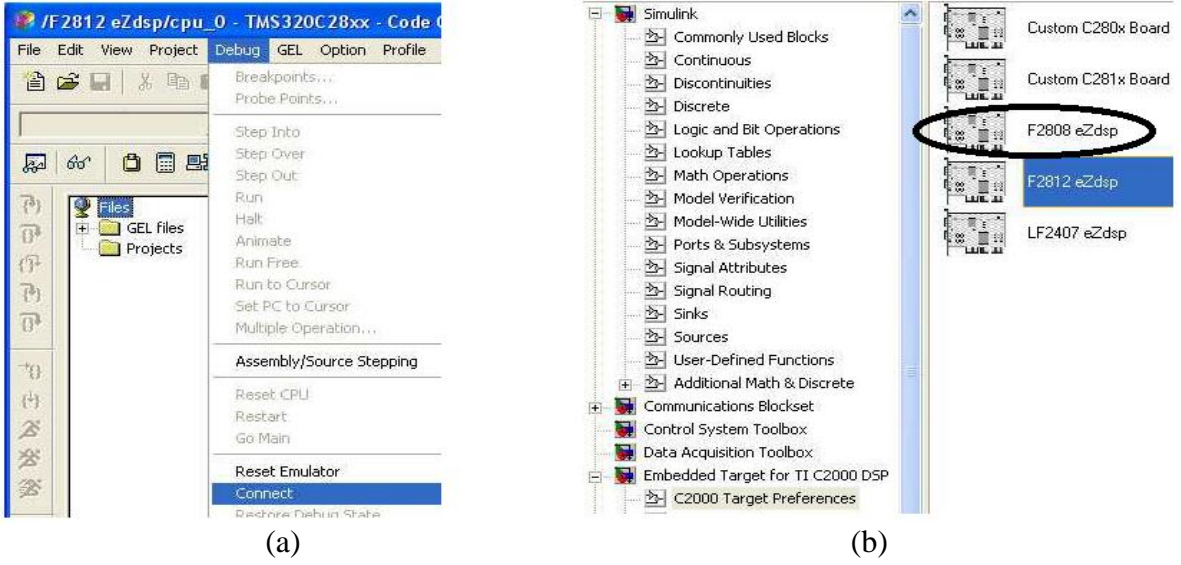 /F2812 eZdsp/cpu_0 - TMS320C28xx - Code
File Edit View Project Debug GEL Option Profile
Breakpoints...
Probe Points...
Step Into
Step Over
Step Out
Run
Halt
Animate
Run Free
Run to Cursor
Set PC to Cursor
Multiple Operation...
Assembly/Source Stepping
Reset CPU
Restart
Go Main
Reset Emulator
Connect
Restore Debug State
Files
GEL files
Projects
(a)
Simulink
Commonly Used Blocks
Continuous
Discontinuities
Discrete
Logic and Bit Operations
Lookup Tables
Math Operations
Model Verification
Model-Wide Utilities
Ports & Subsystems
Signal Attributes
Signal Routing
Sinks
Sources
User-Defined Functions
Additional Math & Discrete
Communications Blockset
Control System Toolbox
Data Acquisition Toolbox
Embedded Target for TI C2000 DSP
C2000 Target Preferences
Custom C280x Board
Custom C281x Board
F2808 eZdsp
F2812 eZdsp
LF2407 eZdsp
(b)